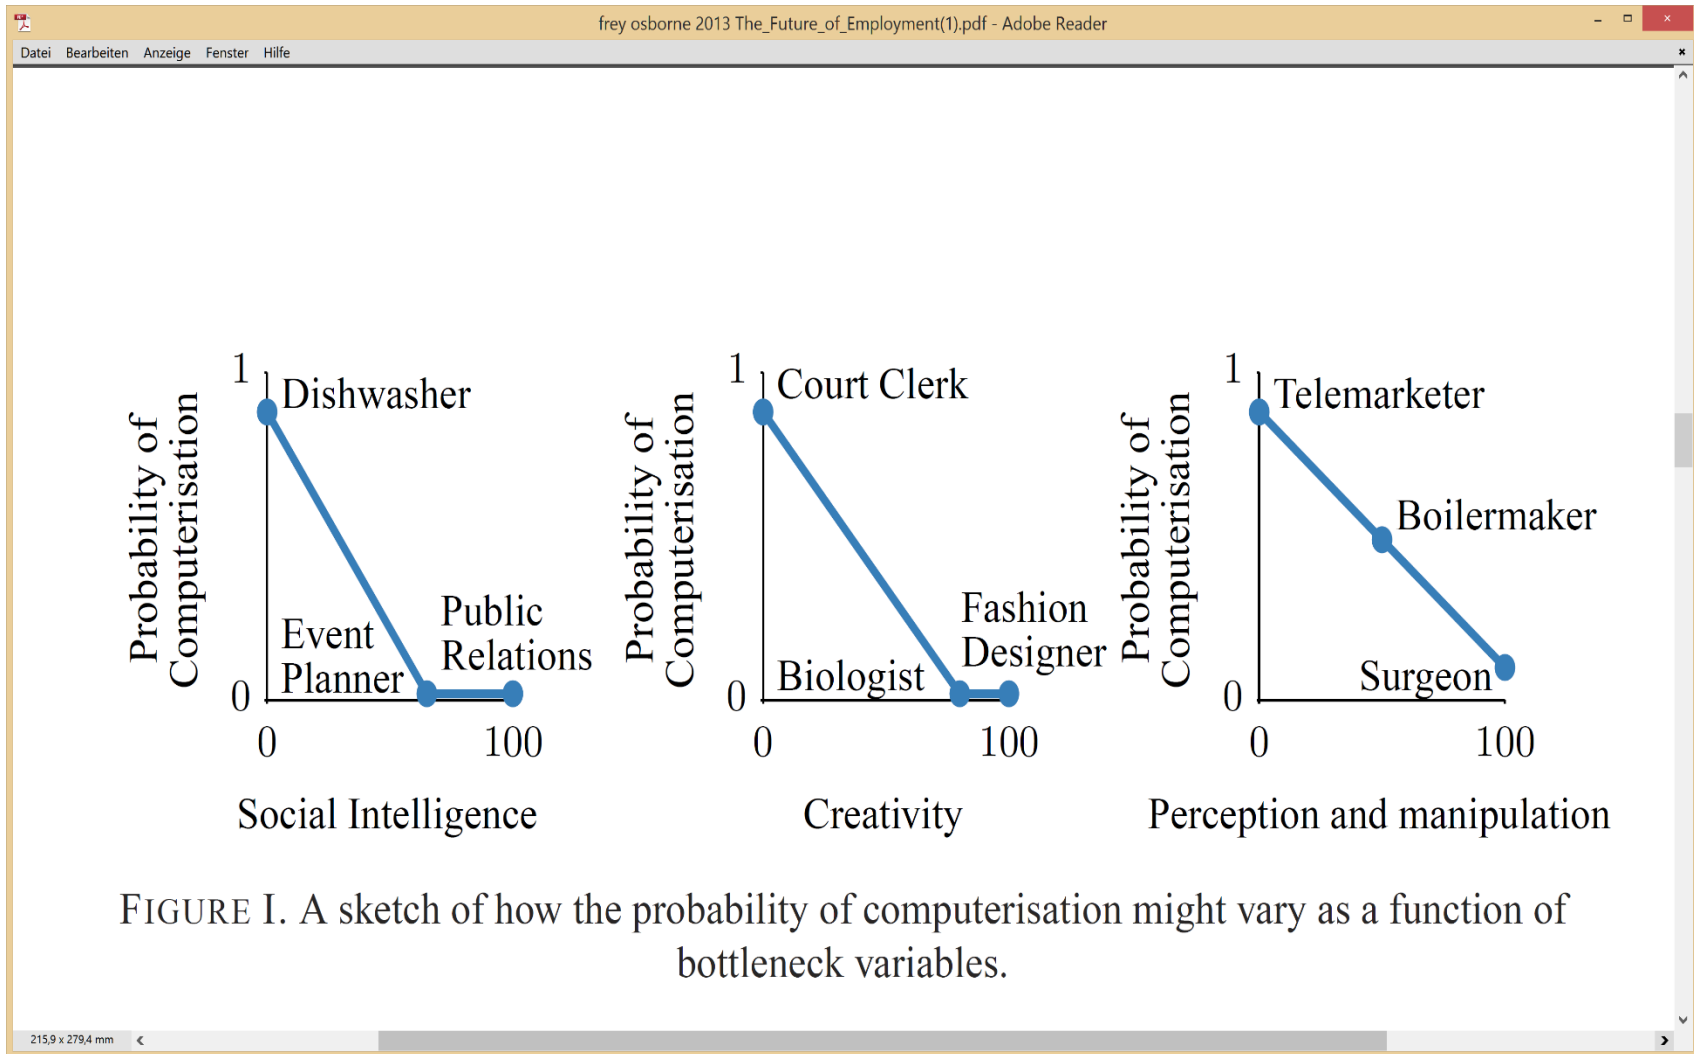 frey osborne 2013 The_Future_of_Employment(1).pdf - Adobe Reader
Datei Bearbeiten Anzeige Fenster Hilfe
Probability of
Computerisation
1
0
Dishwasher
Event
Planner
Public
Relations
0 100
Social Intelligence
Probability of
Computerisation
1
0
Court Clerk
Biologist
Fashion
Designer
0 100
Creativity
Probability of
Computerisation
1
0
Telemarketer
Boilermaker
Surgeon
0 100
Perception and manipulation
FIGURE I. A sketch of how the probability of computerisation might vary as a function of
bottleneck variables.
215,9 x 279,4 mm